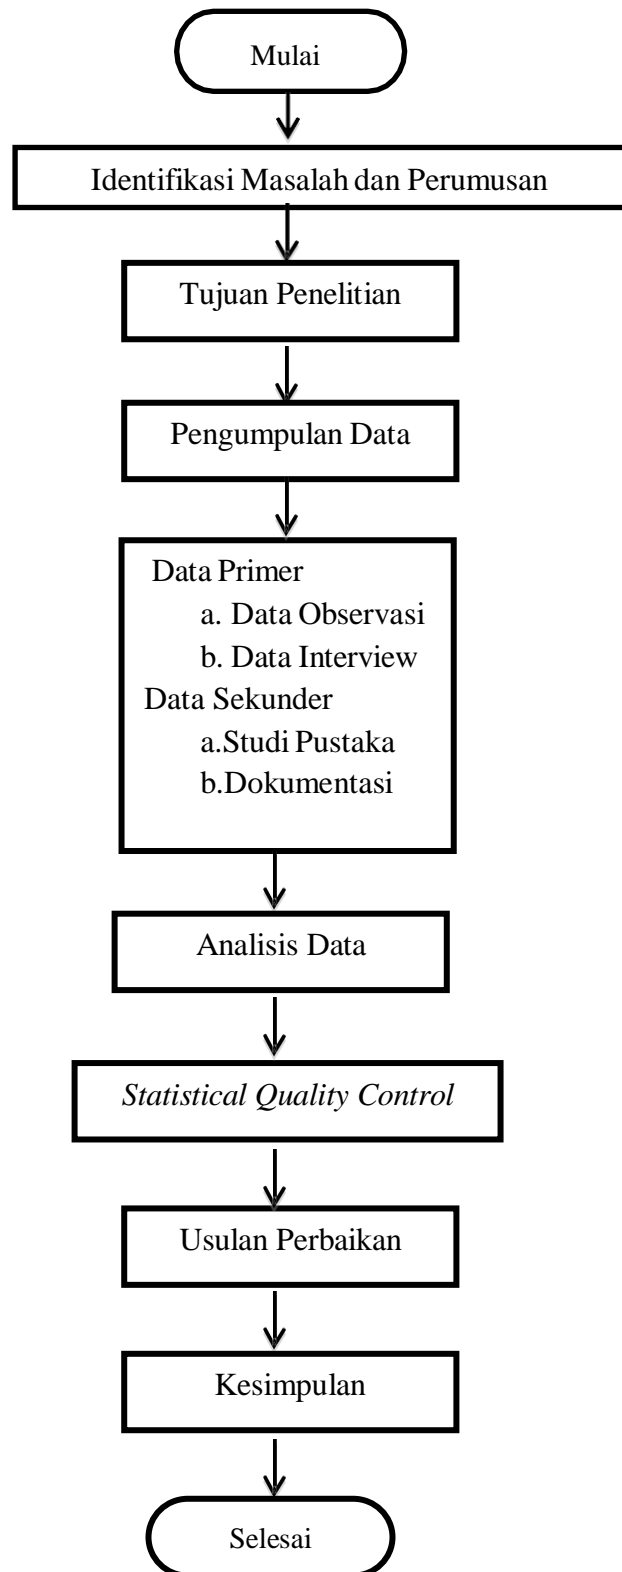 Mulai
Identifikasi Masalah dan Perumusan
Tujuan Penelitian
Pengumpulan Data
Data Primer
a. Data Observasi
b. Data Interview
Data Sekunder
a.Studi Pustaka
b.Dokumentasi
Analisis Data
Statistical Quality Control
Usulan Perbaikan
Kesimpulan
Selesai